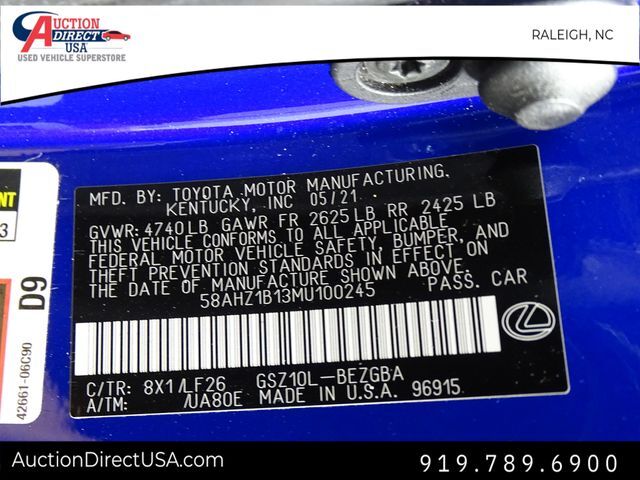 AUCTION
DIRECT
USA
USED VEHICLE SUPERSTORE
RALEIGH, NC
MFD. BY: TOYOTA MOTOR MANUFACTURING,
KENTUCKY, INC 05/21
GVWR: 4740LB GAWR FR 2625LB RR 2425 LB
THIS VEHICLE CONFORMS TO ALL APPLICABLE
FEDERAL MOTOR VEHICLE SAFETY, BUMPER, AND
THEFT PREVENTION STANDARDS IN EFFECT ON
THE DATE OF MANUFACTURE SHOWN ABOVE.
58AHZ1B13MU100245 PASS. CAR
C/TR: 8X1/LF26 GSZ10L-BEZGBA
A/TM: /UA80E MADE IN U.S.A. 96915
3
D9
42661-06C90
AuctionDirectUSA.com
919.789.6900